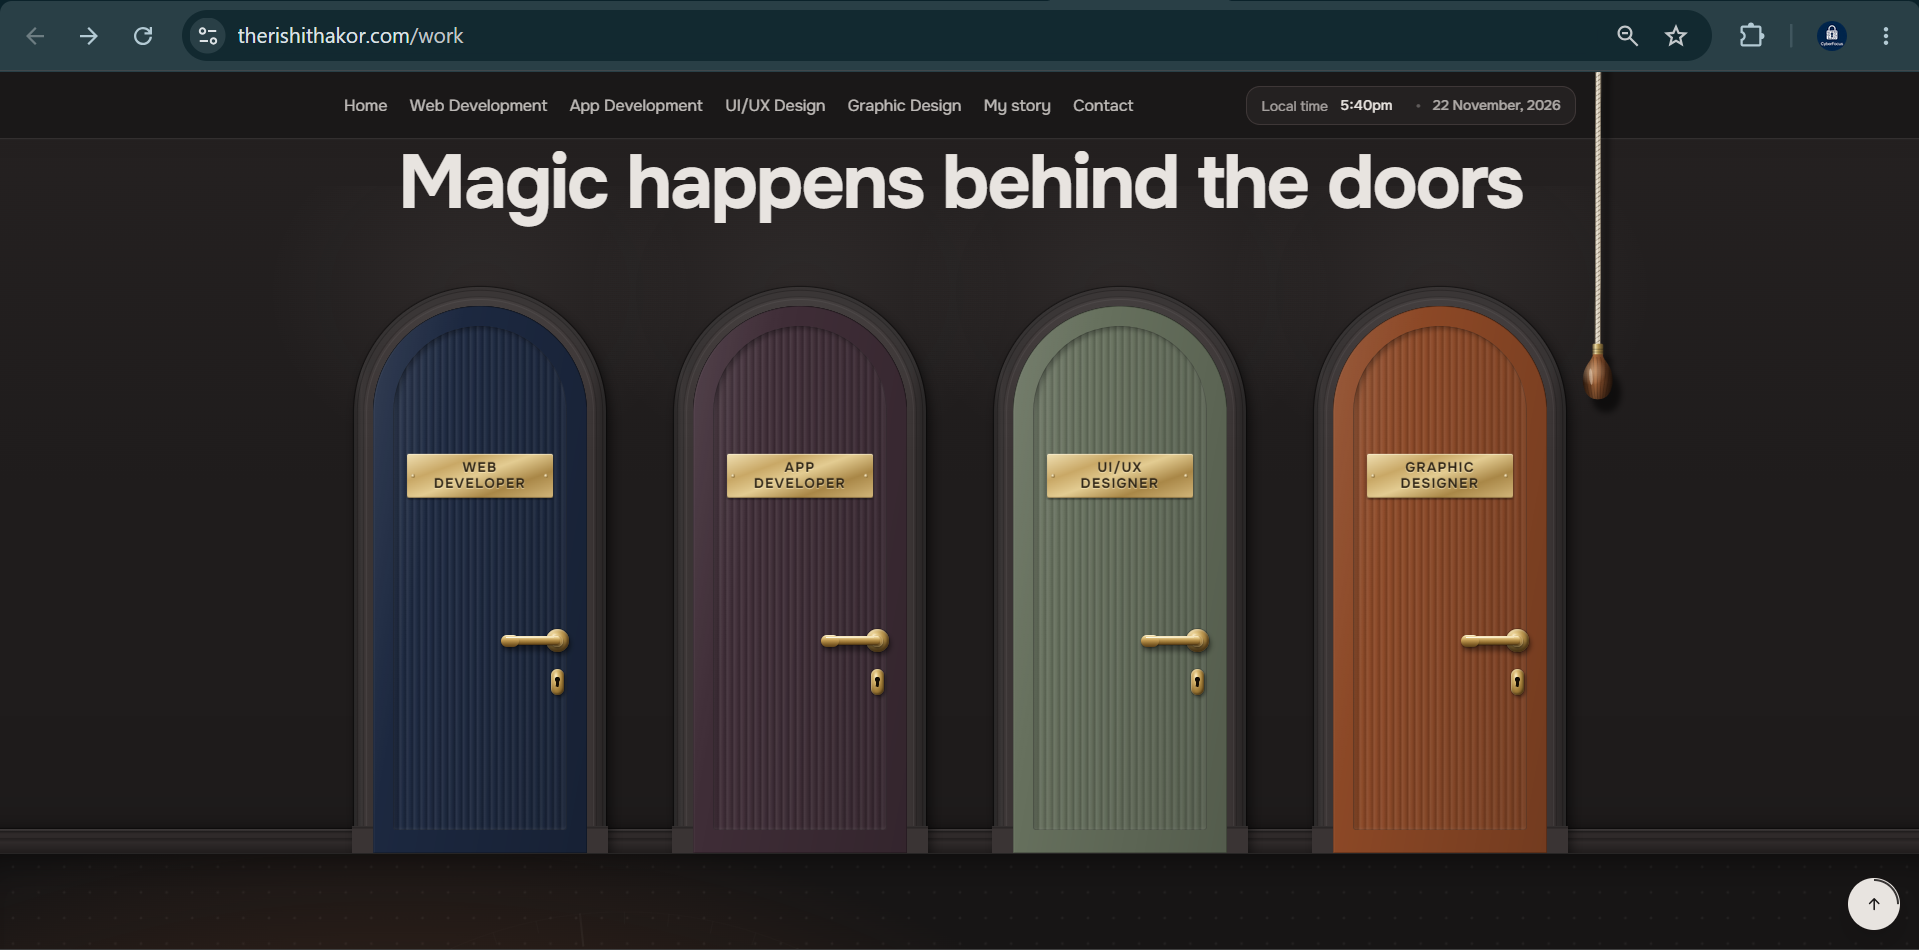 therishithakor.com/work
Home Web Development App Development UI/UX Design Graphic Design My story Contact
Local time 5:40pm • 22 November, 2026
Magic happens behind the doors
WEB
DEVELOPER
APP
DEVELOPER
UI/UX
DESIGNER
GRAPHIC
DESIGNER